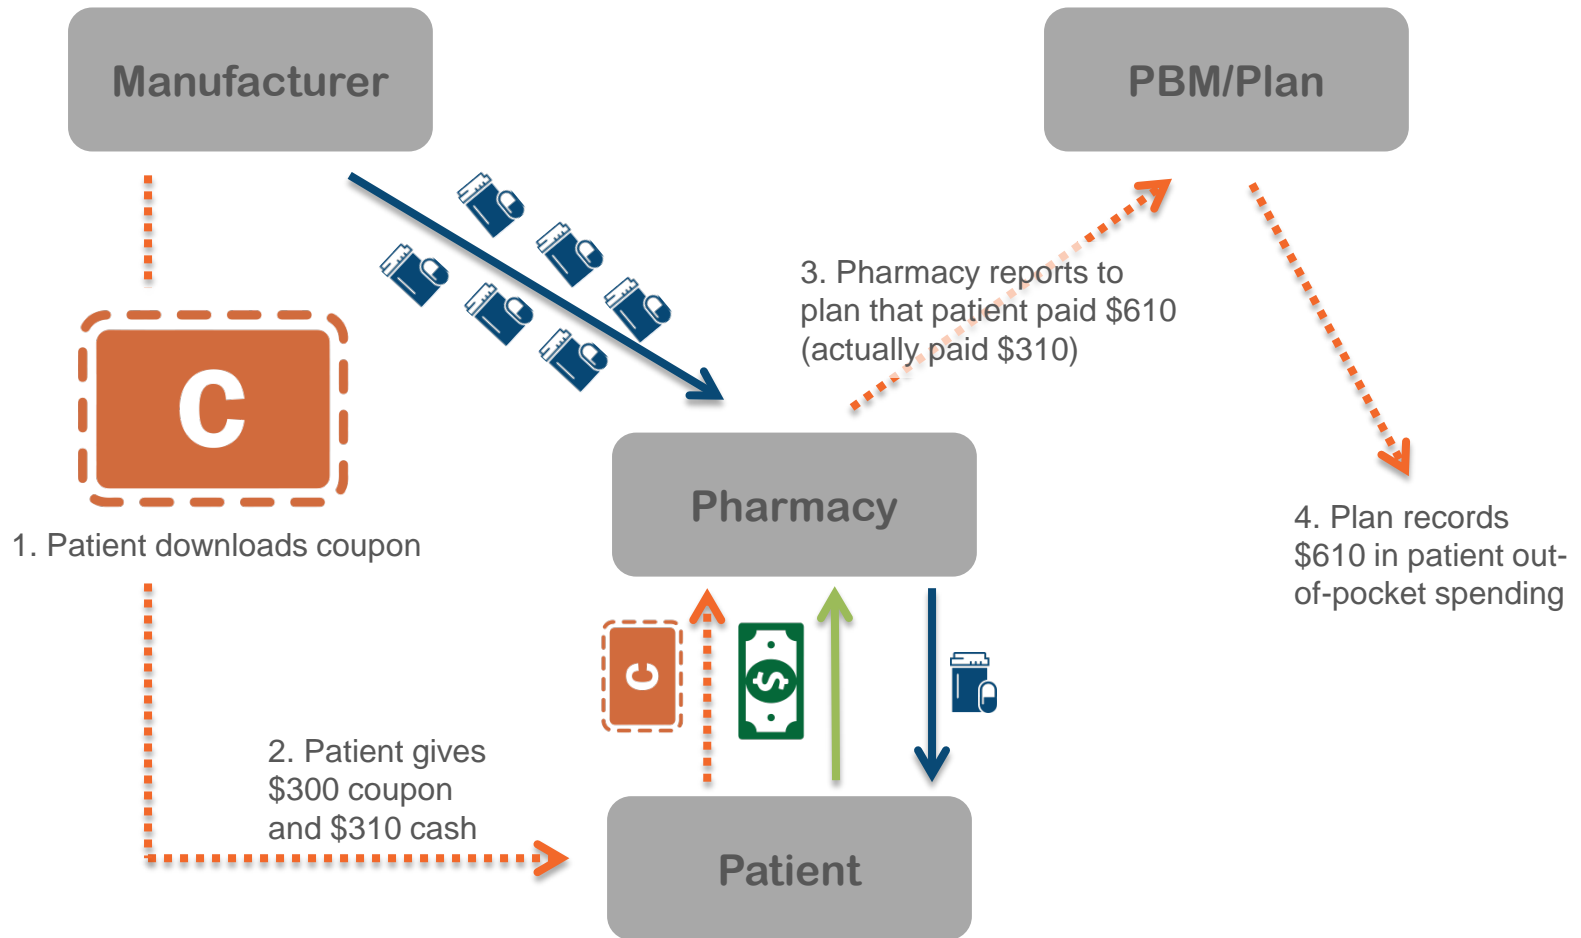 Manufacturer
PBM/Plan
3. Pharmacy reports to
plan that patient paid $610
(actually paid $310)
C
Pharmacy
1. Patient downloads coupon
4. Plan records
$610 in patient out-
of-pocket spending
C
$
2. Patient gives
$300 coupon
and $310 cash
Patient